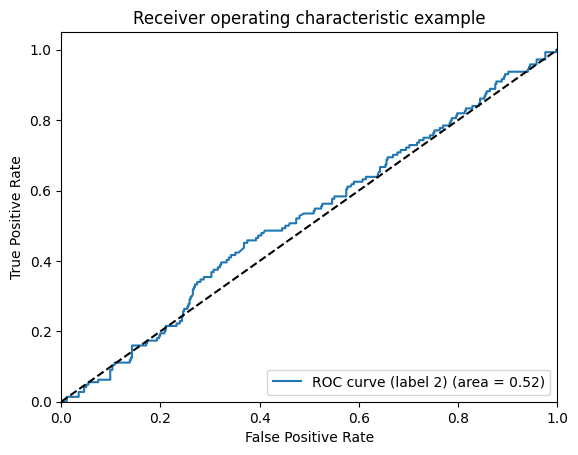 Receiver operating characteristic example
True Positive Rate
1.0
0.8
0.6
0.4
0.2
0.0
ROC curve (label 2) (area = 0.52)
0.0 0.2 0.4 0.6 0.8 1.0
False Positive Rate